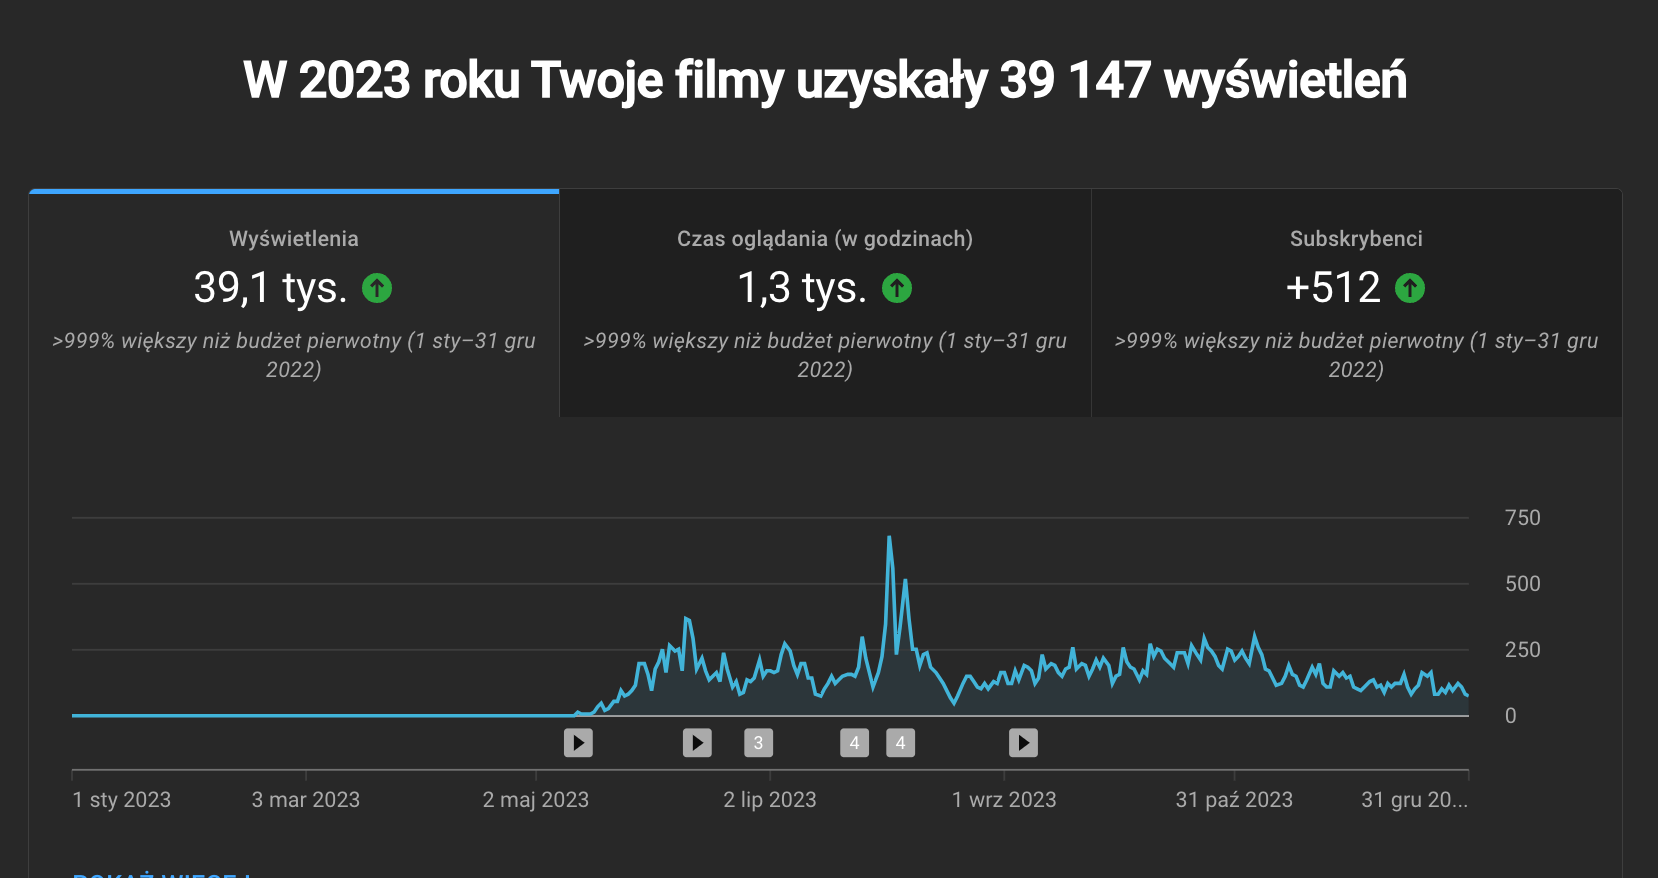 W 2023 roku Twoje filmy uzyskały 39 147 wyświetleń
Wyświetlenia
39,1 tys.
>999% większy niż budżet pierwotny (1 sty–31 gru
2022)
Czas oglądania (w godzinach)
1,3 tys.
>999% większy niż budżet pierwotny (1 sty–31 gru
2022)
Subskrybenci
+512
>999% większy niż budżet pierwotny (1 sty–31 gru
2022)
750
500
250
0
3 4 4
1 sty 2023 3 mar 2023 2 maj 2023 2 lip 2023 1 wrz 2023 31 paź 2023 31 gru 20...